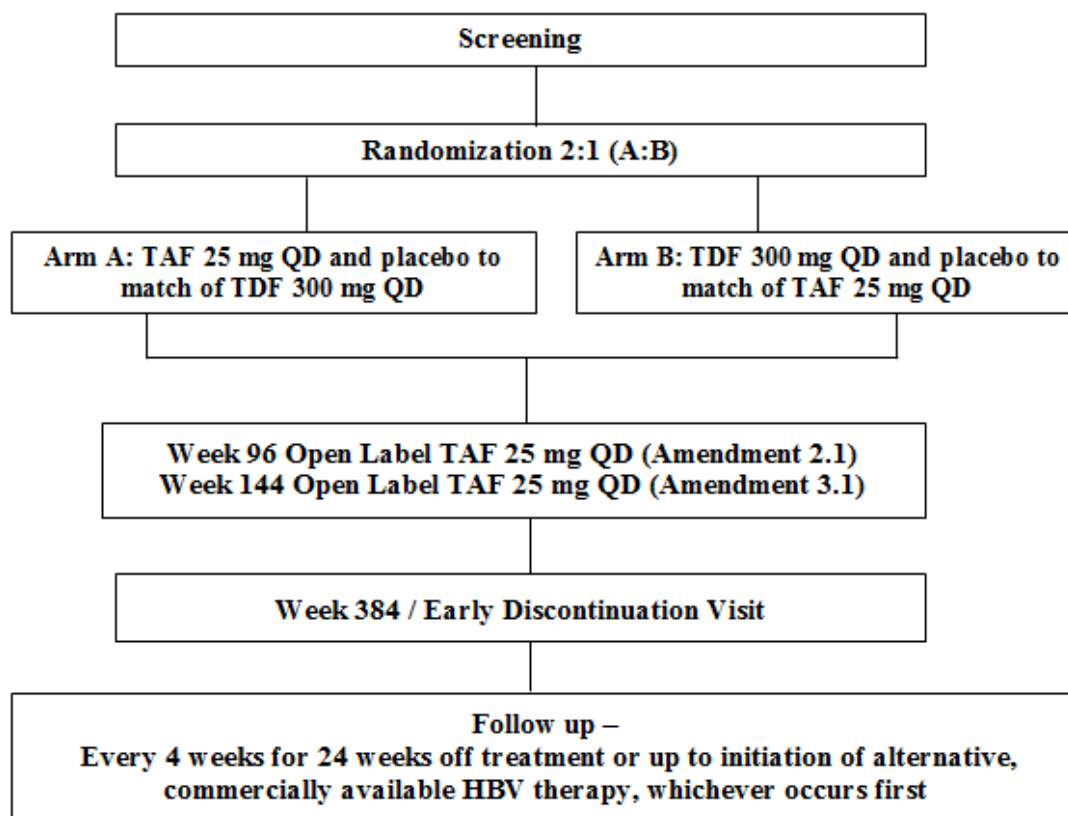 Screening
Randomization 2:1 (A:B)
Arm A: TAF 25 mg QD and placebo to
match of TDF 300 mg QD
Arm B: TDF 300 mg QD and placebo to
match of TAF 25 mg QD
Week 96 Open Label TAF 25 mg QD (Amendment 2.1)
Week 144 Open Label TAF 25 mg QD (Amendment 3.1)
Week 384 / Early Discontinuation Visit
Follow up –
Every 4 weeks for 24 weeks off treatment or up to initiation of alternative,
commercially available HBV therapy, whichever occurs first